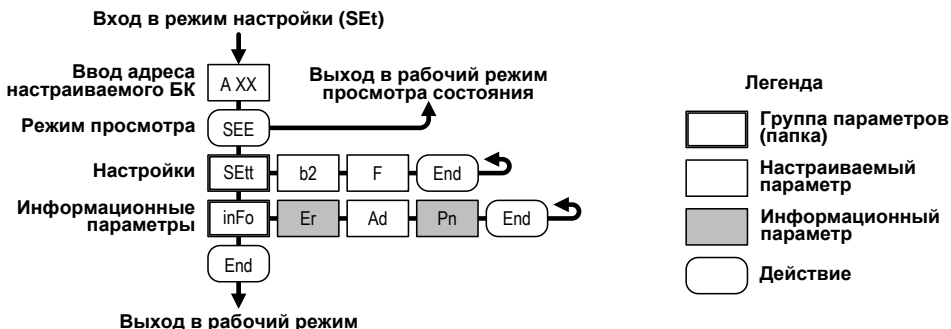 Вход в режим настройки (SEt)
Ввод адреса
настраиваемого БК
A XX
Выход в рабочий режим
просмотра состояния
Режим просмотра
SEE
Настройки
SEtt
b2
F
End
Информационные
параметры
inFo
Er
Ad
Pn
End
End
Выход в рабочий режим
Легенда
Группа параметров
(папка)
Настраиваемый
параметр
Информационный
параметр
Действие